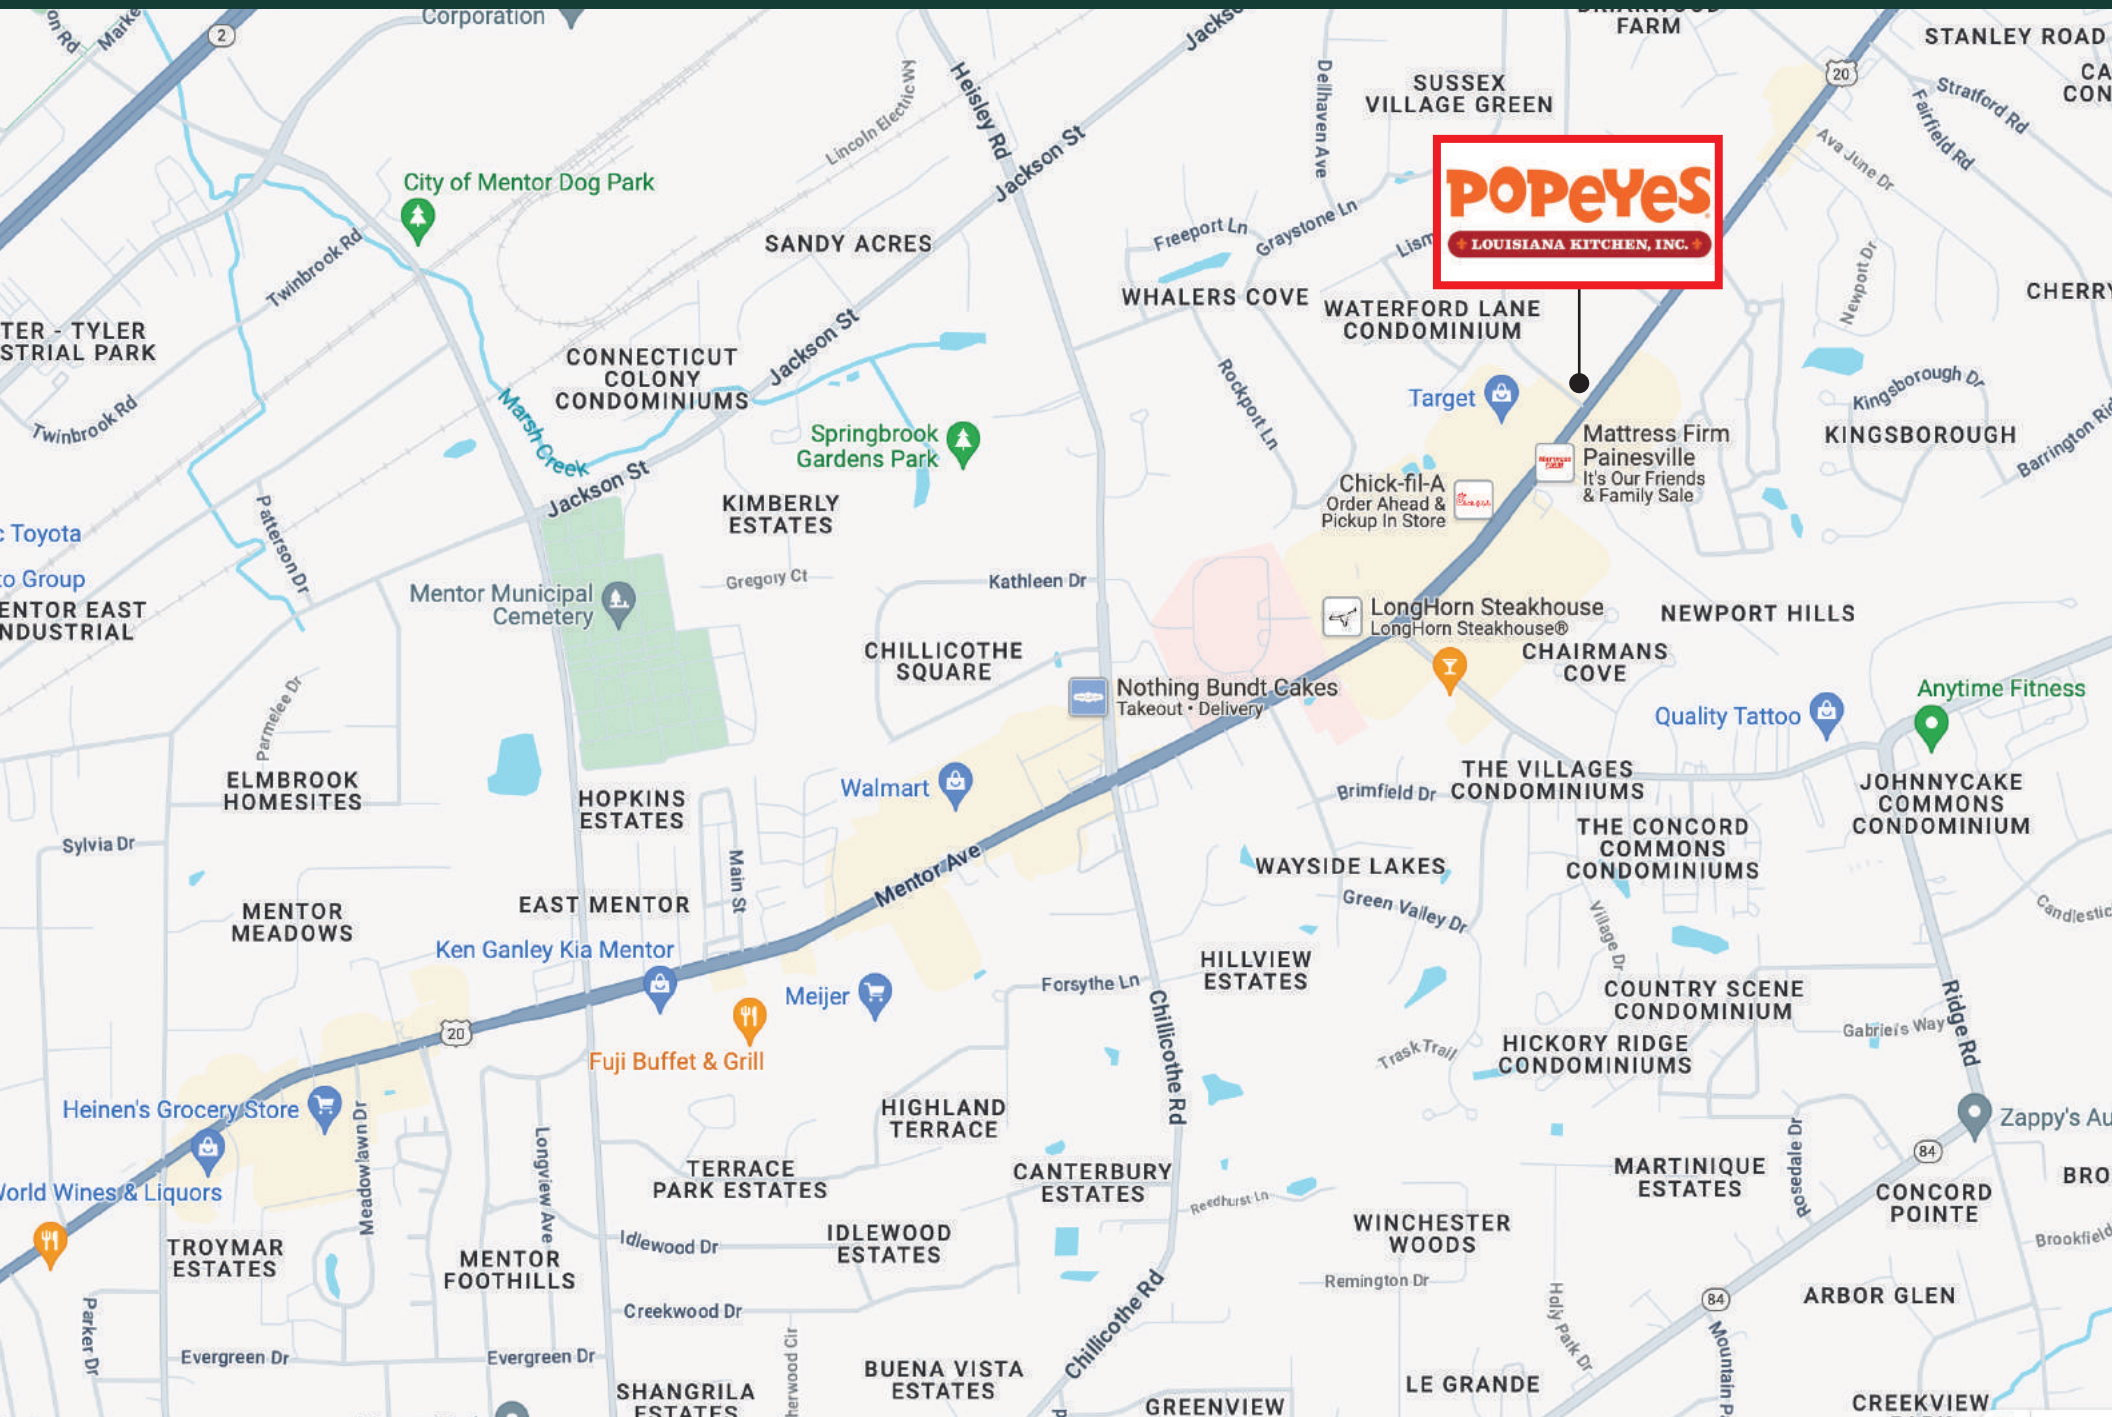 Corporation
2
FARM
STANLEY ROAD
20
SUSSEX
VILLAGE GREEN
Stratford Rd
Fairfield Rd
Heisley Rd
Dellhaven Ave
Lincoln Electric
Jackson St
Ava June Dr
City of Mentor Dog Park
POPEYES
LOUISIANA KITCHEN, INC.
SANDY ACRES
Freeport Ln
Graystone Ln
Twinbrook Rd
Newport Dr
WHALERS COVE
WATERFORD LANE
CONDOMINIUM
TER - TYLER
STRIAL PARK
CONNECTICUT
COLONY
CONDOMINIUMS
Jackson St
Rockport Ln
Target
Kingsborough Dr
Twinbrook Rd
Marsh Creek
Springbrook
Gardens Park
Mattress Firm
Painesville
It's Our Friends
& Family Sale
KINGSBOROUGH
Jackson St
Chick-fil-A
Order Ahead &
Pickup In Store
KIMBERLY
ESTATES
Patterson Dr
Toyota
Group
Gregory Ct
Kathleen Dr
Mentor Municipal
Cemetery
LongHorn Steakhouse
LongHorn Steakhouse®
NEWPORT HILLS
ENTOR EAST
NDUSTRIAL
CHILLICOTHE
SQUARE
CHAIRMANS
COVE
Nothing Bundt Cakes
Takeout • Delivery
Anytime Fitness
Quality Tattoo
Parmelee Dr
ELMBROOK
HOMESITES
HOPKINS
ESTATES
Walmart
Brimfield Dr
THE VILLAGES
CONDOMINIUMS
JOHNNYCAKE
COMMONS
CONDOMINIUM
Sylvia Dr
Main St
Mentor Ave
WAYSIDE LAKES
THE CONCORD
COMMONS
CONDOMINIUMS
MENTOR
MEADOWS
EAST MENTOR
Green Valley Dr
Village Dr
Ken Ganley Kia Mentor
HILLVIEW
ESTATES
Meijer
Forsythe Ln
COUNTRY SCENE
CONDOMINIUM
20
Chillicothe Rd
Gabriel's Way
Ridge Rd
Fuji Buffet & Grill
Trask Trail
HICKORY RIDGE
CONDOMINIUMS
Heinen's Grocery Store
HIGHLAND
TERRACE
Zappy's Au
Meadowlawn Dr
Longview Ave
Rosedale Dr
84
World Wines & Liquors
TERRACE
PARK ESTATES
CANTERBURY
ESTATES
Reedhurst Ln
MARTINIQUE
ESTATES
CONCORD
POINTE
TROYMAR
ESTATES
MENTOR
FOOTHILLS
Idlewood Dr
IDLEWOOD
ESTATES
WINCHESTER
WOODS
Brookfield
Remington Dr
Creekwood Dr
84
ARBOR GLEN
Parker Dr
Evergreen Dr
Evergreen Dr
Chillicothe Rd
Holly Park Dr
Mountain
BUENA VISTA
ESTATES
LE GRANDE
SHANGRILA
ESTATES
GREENVIEW
CREEKVIEW